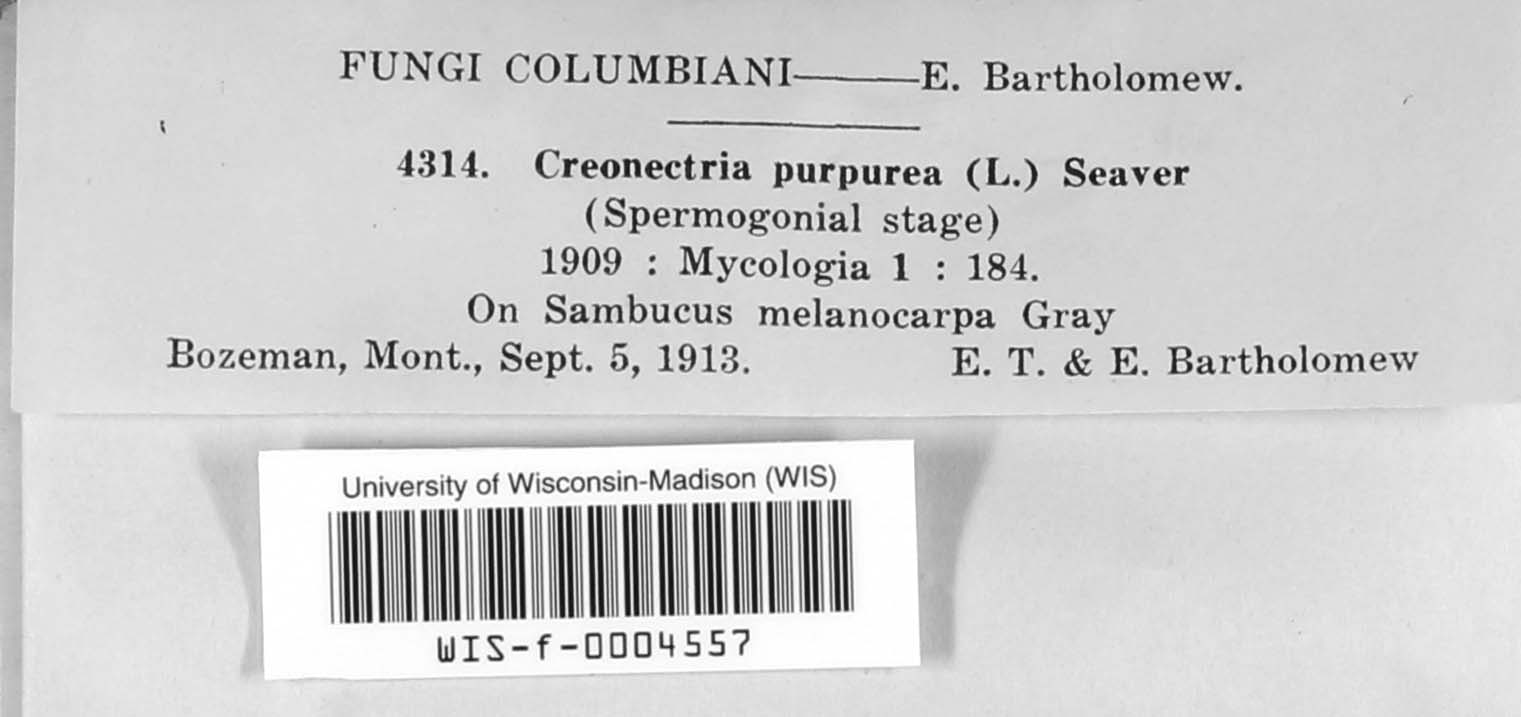 FUNGI COLUMBIANI——E. Bartholomew.
4314. Creonectria purpurea (L.) Seaver
(Spermogonial stage)
1909 : Mycologia 1 : 184.
On Sambucus melanocarpa Gray
Bozeman, Mont., Sept. 5, 1913. E. T. & E. Bartholomew
University of Wisconsin-Madison (WIS)
WIS-f-0004557